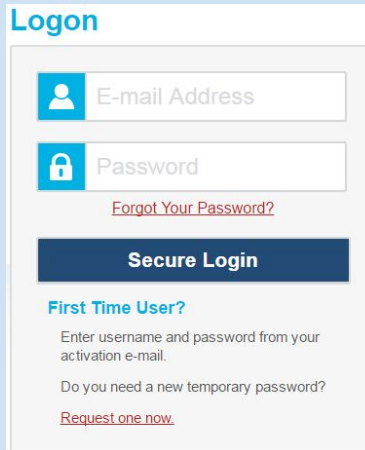 Logon
E-mail Address
Password
Forgot Your Password?
Secure Login
First Time User?
Enter username and password from your
activation e-mail.
Do you need a new temporary password?
Request one now.